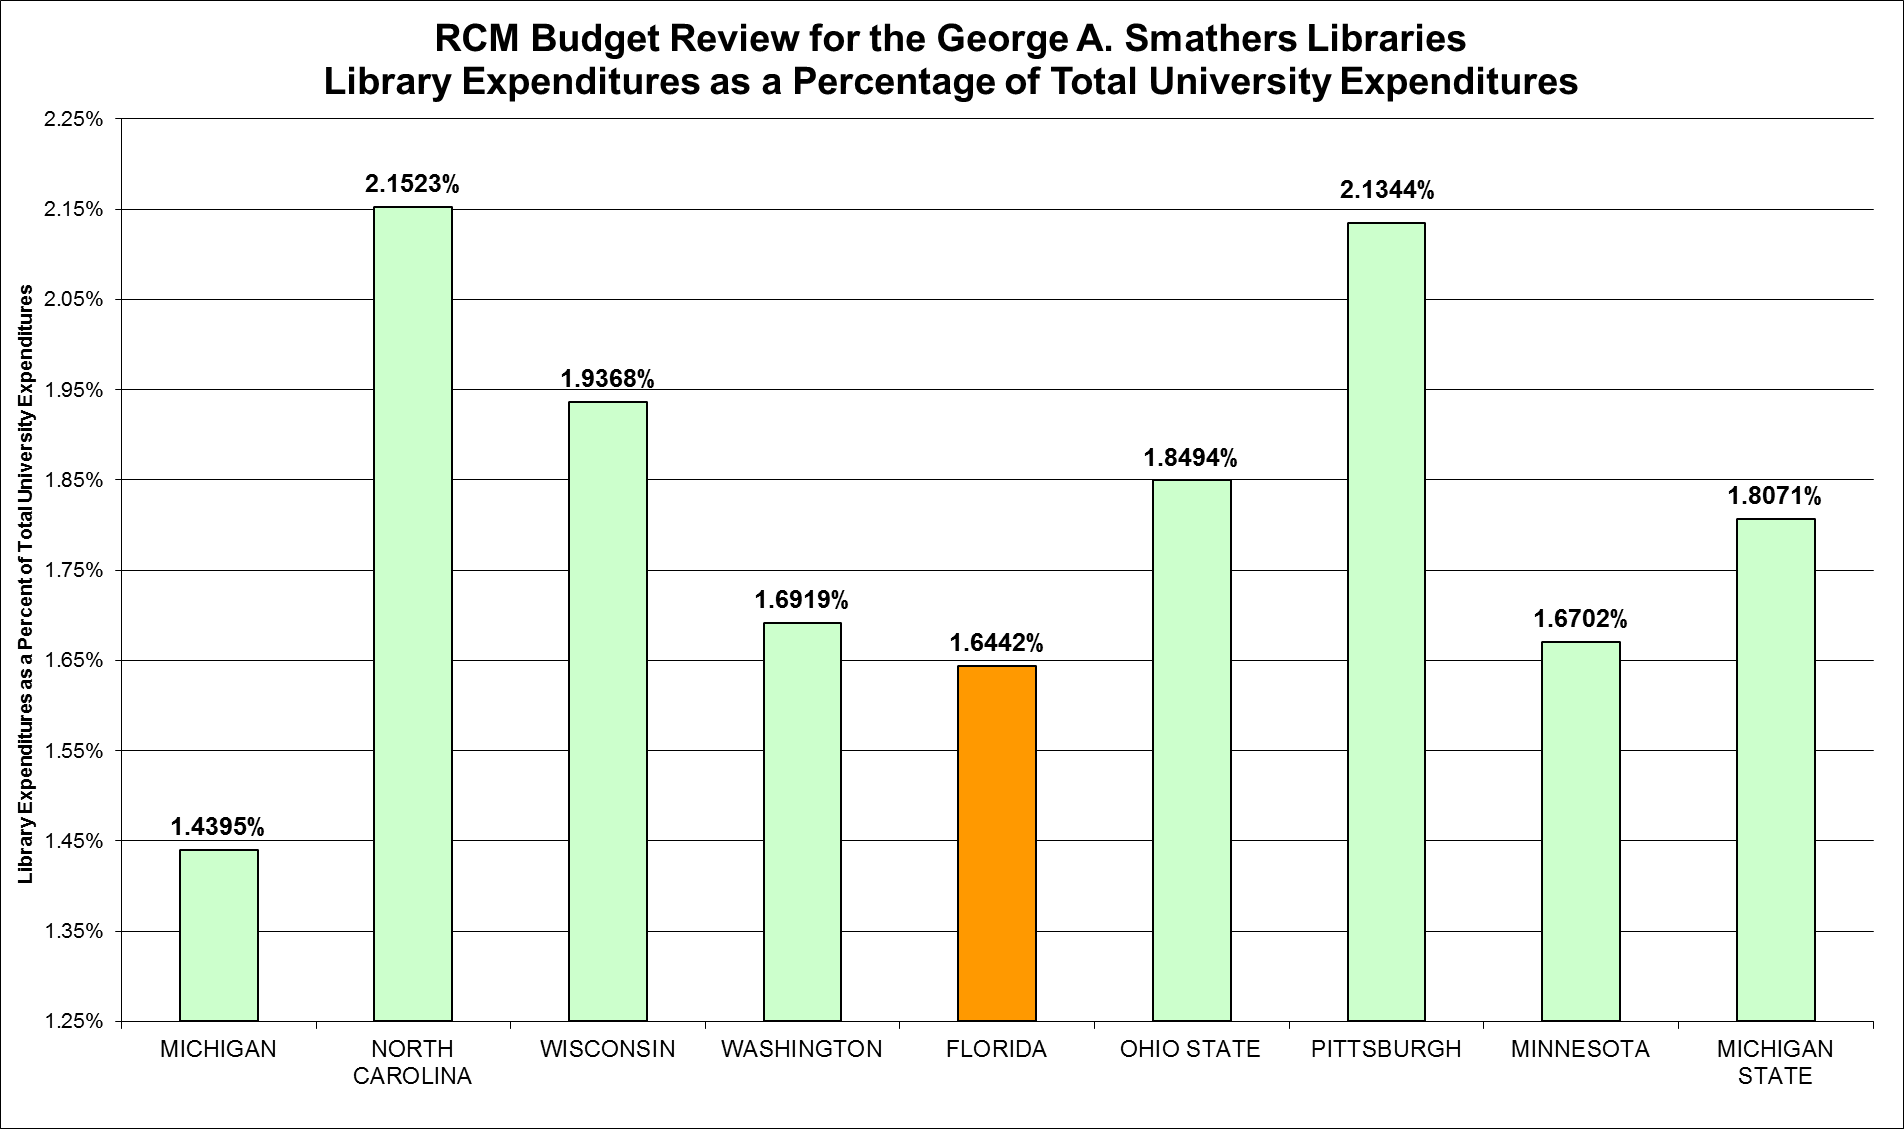 RCM Budget Review for the George A. Smathers Libraries
Library Expenditures as a Percentage of Total University Expenditures
Library Expenditures as a Percent of Total University Expenditures
2.25%
2.15%
2.05%
1.95%
1.85%
1.75%
1.65%
1.55%
1.45%
1.35%
1.25%
1.4395%
2.1523%
1.9368%
1.6919%
1.6442%
1.8494%
2.1344%
1.6702%
1.8071%
MICHIGAN
NORTH
CAROLINA
WISCONSIN
WASHINGTON
FLORIDA
OHIO STATE
PITTSBURGH
MINNESOTA
MICHIGAN
STATE